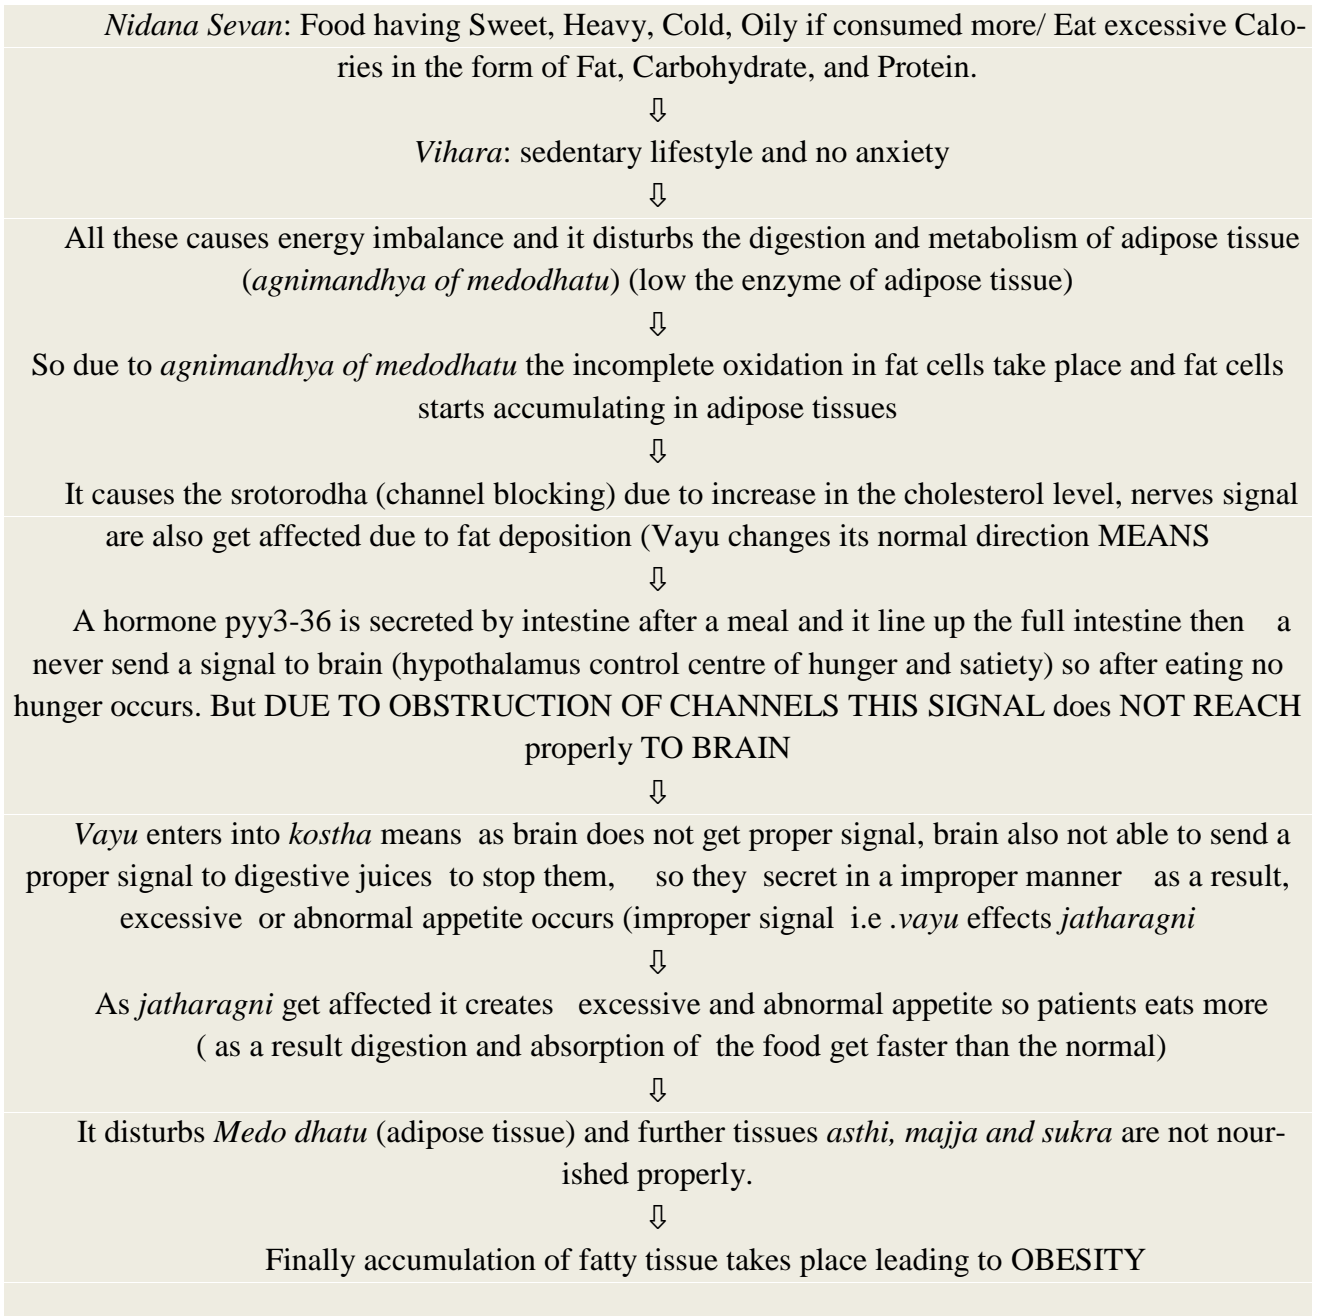 Nidana Sevan: Food having Sweet, Heavy, Cold, Oily if consumed more/ Eat excessive Calo-
ries in the form of Fat, Carbohydrate, and Protein.
⇩
Vihara: sedentary lifestyle and no anxiety
⇩
All these causes energy imbalance and it disturbs the digestion and metabolism of adipose tissue
(agnimandhya of medodhatu) (low the enzyme of adipose tissue)
⇩
So due to agnimandhya of medodhatu the incomplete oxidation in fat cells take place and fat cells
starts accumulating in adipose tissues
⇩
It causes the srotorodha (channel blocking) due to increase in the cholesterol level, nerves signal
are also get affected due to fat deposition (Vayu changes its normal direction MEANS
⇩
A hormone pyy3-36 is secreted by intestine after a meal and it line up the full intestine then a
never send a signal to brain (hypothalamus control centre of hunger and satiety) so after eating no
hunger occurs. But DUE TO OBSTRUCTION OF CHANNELS THIS SIGNAL does NOT REACH
properly TO BRAIN
⇩
Vayu enters into kostha means as brain does not get proper signal, brain also not able to send a
proper signal to digestive juices to stop them, so they secret in a improper manner as a result,
excessive or abnormal appetite occurs (improper signal i.e .vayu effects jatharagni
⇩
As jatharagni get affected it creates excessive and abnormal appetite so patients eats more
( as a result digestion and absorption of the food get faster than the normal)
⇩
It disturbs Medo dhatu (adipose tissue) and further tissues asthi, majja and sukra are not nour-
ished properly.
⇩
Finally accumulation of fatty tissue takes place leading to OBESITY